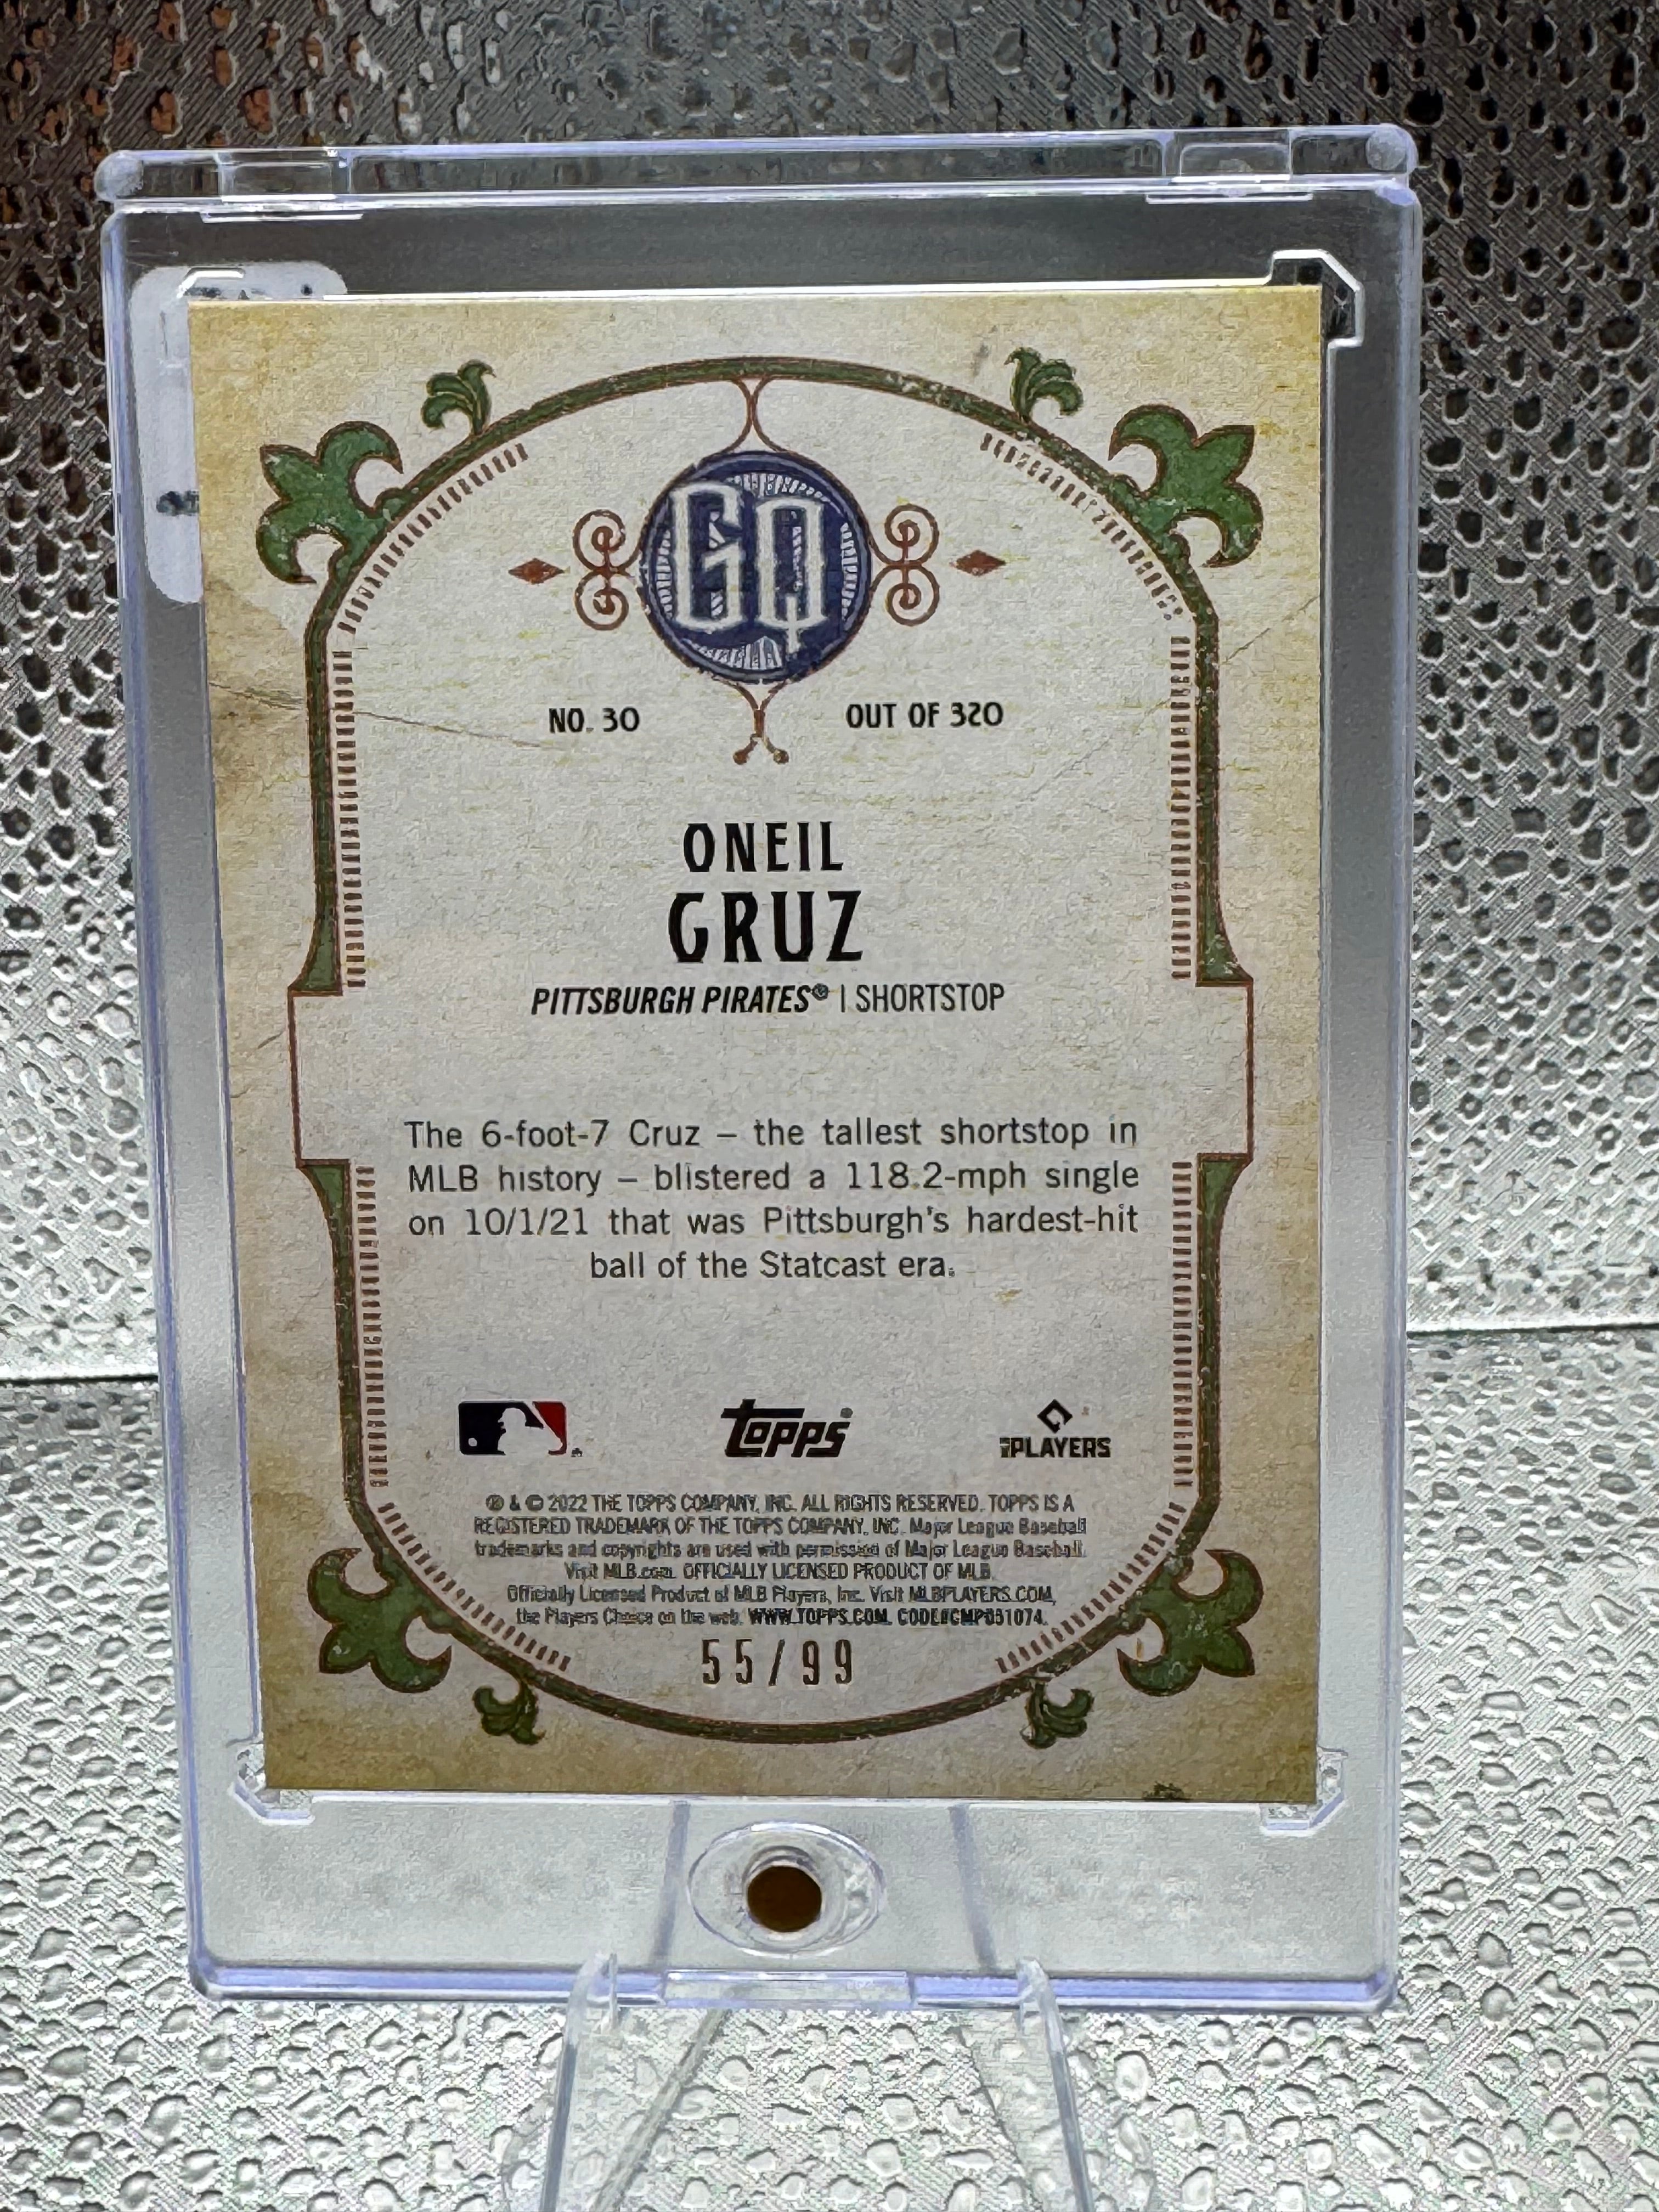 GQ
NO. 30 OUT OF 320
ONEIL
CRUZ
PITTSBURGH PIRATES® | SHORTSTOP
The 6-foot-7 Cruz – the tallest shortstop in
MLB history – blistered a 118.2-mph single
on 10/1/21 that was Pittsburgh's hardest-hit
ball of the Statcast era.
topps
PLAYERS
® & © 2022 THE TOPPS COMPANY, INC. ALL RIGHTS RESERVED. TOPPS IS A
REGISTERED TRADEMARK OF THE TOPPS COMPANY, INC. Major League Baseball
trademarks and copyrights are used with permission of Major League Baseball.
Visit MLB.com. OFFICIALLY LICENSED PRODUCT OF MLB.
Officially Licensed Product of MLB Players, Inc. Visit MLBPLAYERS.COM,
the Players Choice on the web. WWW.TOPPS.COM. CODE#CMP051074.
55/99